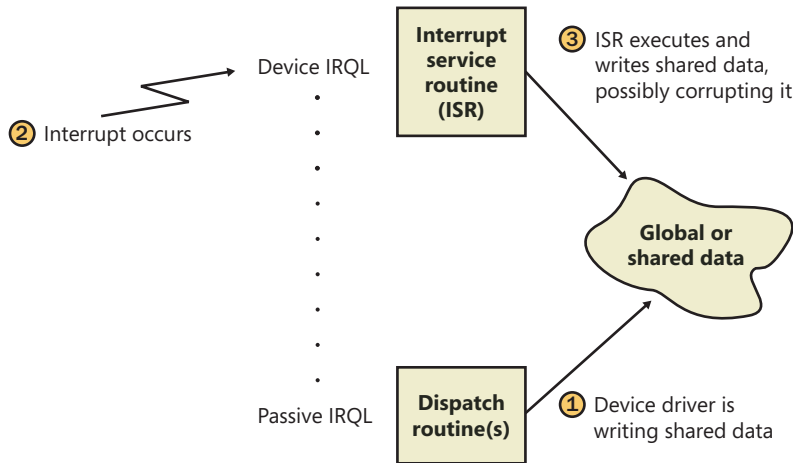 Interrupt
service
routine
(ISR)
Device IRQL
3 ISR executes and
writes shared data,
possibly corrupting it
2 Interrupt occurs
Global or
shared data
Passive IRQL
Dispatch
routine(s)
1 Device driver is
writing shared data